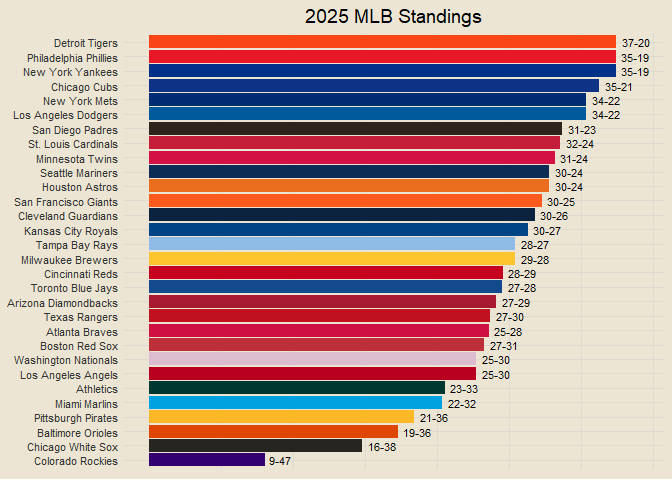 2025 MLB Standings
Detroit Tigers 37-20
Philadelphia Phillies 35-19
New York Yankees 35-19
Chicago Cubs 35-21
New York Mets 34-22
Los Angeles Dodgers 34-22
San Diego Padres 31-23
St. Louis Cardinals 32-24
Minnesota Twins 31-24
Seattle Mariners 30-24
Houston Astros 30-24
San Francisco Giants 30-25
Cleveland Guardians 30-26
Kansas City Royals 30-27
Tampa Bay Rays 28-27
Milwaukee Brewers 29-28
Cincinnati Reds 28-29
Toronto Blue Jays 27-28
Arizona Diamondbacks 27-29
Texas Rangers 27-30
Atlanta Braves 25-28
Boston Red Sox 27-31
Washington Nationals 25-30
Los Angeles Angels 25-30
Athletics 23-33
Miami Marlins 22-32
Pittsburgh Pirates 21-36
Baltimore Orioles 19-36
Chicago White Sox 16-38
Colorado Rockies 9-47